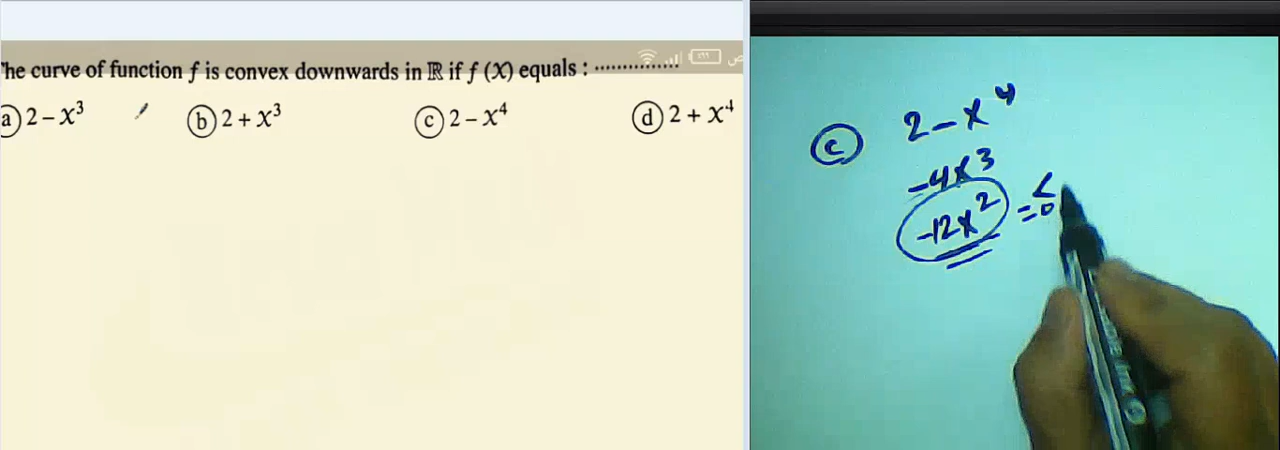 The curve of function f is convex downwards in ℝ if f (X) equals : ...............
a 2 – X³ b 2 + X³ c 2 – X⁴ d 2 + X⁴
c 2 – x⁴
–4x³
–12x² = < 0